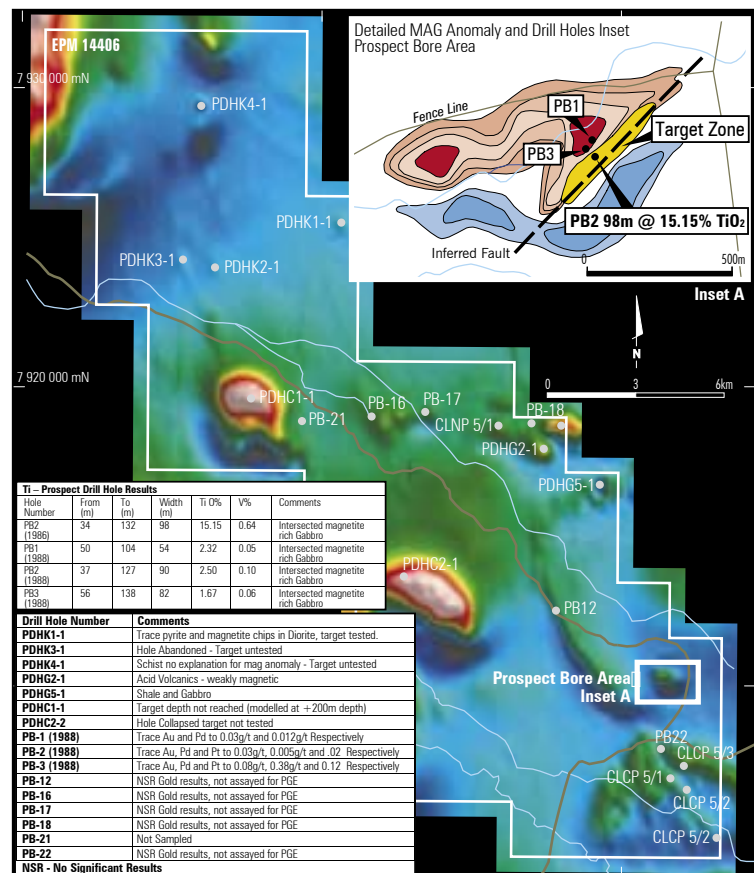 EPM 14406
7 930 000 mN
PDHK4-1
PDHK1-1
PDHK3-1
PDHK2-1
Detailed MAG Anomaly and Drill Holes Inset
Prospect Bore Area
Fence Line
PB1
PB3
Target Zone
PB2 98m @ 15.15% TiO₂
Inferred Fault
0 500m
Inset A
N
0 3 6km
7 920 000 mN
PDHC1-1
PB-21
PB-16
PB-17
CLNP 5/1
PB-18
PDHG2-1
PDHG5-1
PDHC2-1
PB12
Prospect Bore Area
Inset A
PB22
CLCP 5/3
CLCP 5/1
CLCP 5/2
CLCP 5/2
Ti – Prospect Drill Hole Results
Hole From To Width Ti 0% V% Comments
Number (m) (m) (m)
PB2 34 132 98 15.15 0.64 Intersected magnetite
(1986) rich Gabbro
PB1 50 104 54 2.32 0.05 Intersected magnetite
(1988) rich Gabbro
PB2 37 127 90 2.50 0.10 Intersected magnetite
(1988) rich Gabbro
PB3 56 138 82 1.67 0.06 Intersected magnetite
(1988) rich Gabbro
Drill Hole Number Comments
PDHK1-1 Trace pyrite and magnetite chips in Diorite, target tested.
PDHK3-1 Hole Abandoned - Target untested
PDHK4-1 Schist no explanation for mag anomaly - Target untested
PDHG2-1 Acid Volcanics - weakly magnetic
PDHG5-1 Shale and Gabbro
PDHC1-1 Target depth not reached (modelled at +200m depth)
PDHC2-2 Hole Collapsed target not tested
PB-1 (1988) Trace Au and Pd to 0.03g/t and 0.012g/t Respectively
PB-2 (1988) Trace Au, Pd and Pt to 0.03g/t, 0.005g/t and .02 Respectively
PB-3 (1988) Trace Au, Pd and Pt to 0.08g/t, 0.38g/t and 0.12 Respectively
PB-12 NSR Gold results, not assayed for PGE
PB-16 NSR Gold results, not assayed for PGE
PB-17 NSR Gold results, not assayed for PGE
PB-18 NSR Gold results, not assayed for PGE
PB-21 Not Sampled
PB-22 NSR Gold results, not assayed for PGE
NSR - No Significant Results